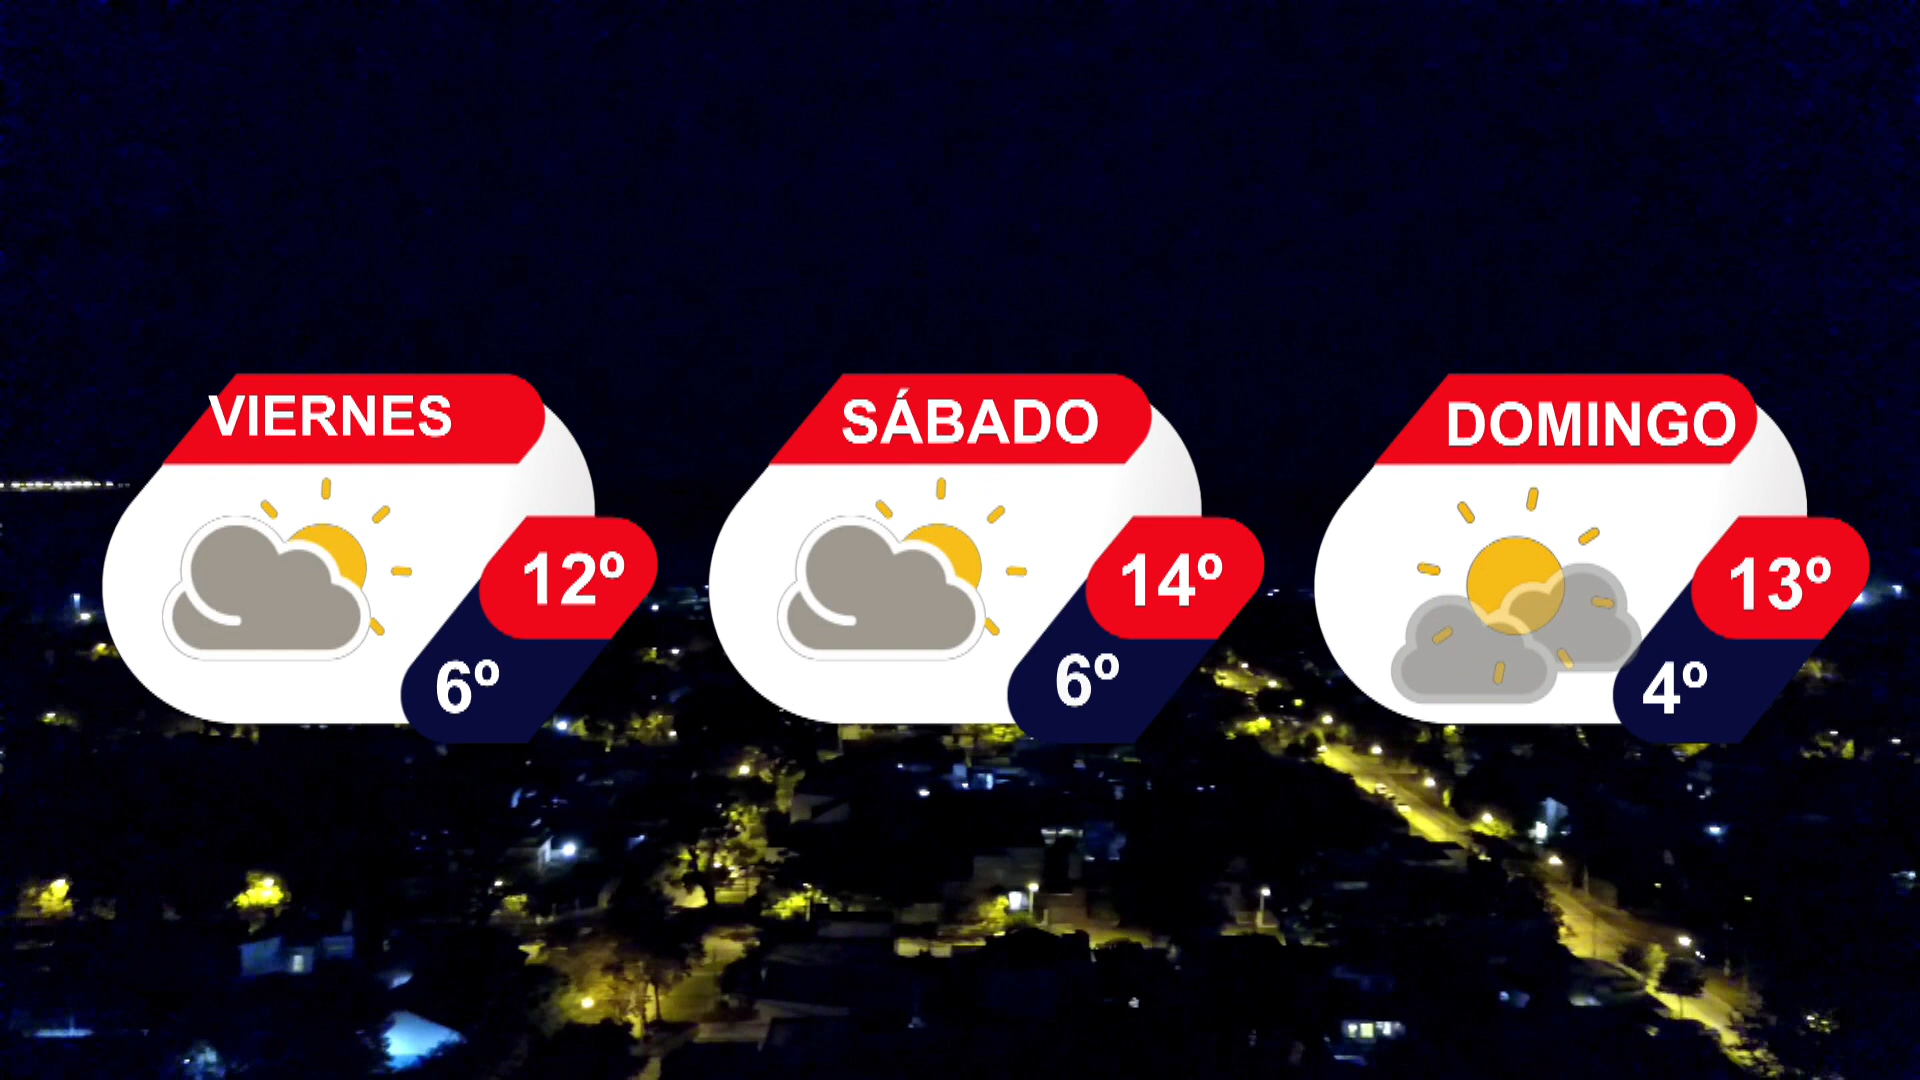 VIERNES
12º
6º
SÁBADO
14º
6º
DOMINGO
13º
4º